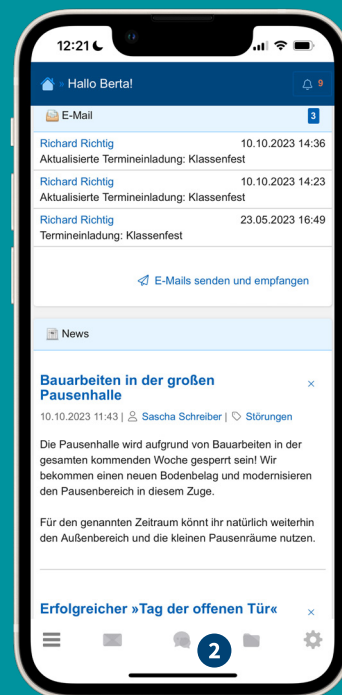 12:21
» Hallo Berta!
9
E-Mail
3
Richard Richtig 10.10.2023 14:36
Aktualisierte Termineinladung: Klassenfest
Richard Richtig 10.10.2023 14:23
Aktualisierte Termineinladung: Klassenfest
Richard Richtig 23.05.2023 16:49
Termineinladung: Klassenfest
E-Mails senden und empfangen
News
Bauarbeiten in der großen
Pausenhalle
×
10.10.2023 11:43 | Sascha Schreiber | Störungen
Die Pausenhalle wird aufgrund von Bauarbeiten in der
gesamten kommenden Woche gesperrt sein! Wir
bekommen einen neuen Bodenbelag und modernisieren
den Pausenbereich in diesem Zuge.
Für den genannten Zeitraum könnt ihr natürlich weiterhin
den Außenbereich und die kleinen Pausenräume nutzen.
Erfolgreicher »Tag der offenen Tür« ×
2